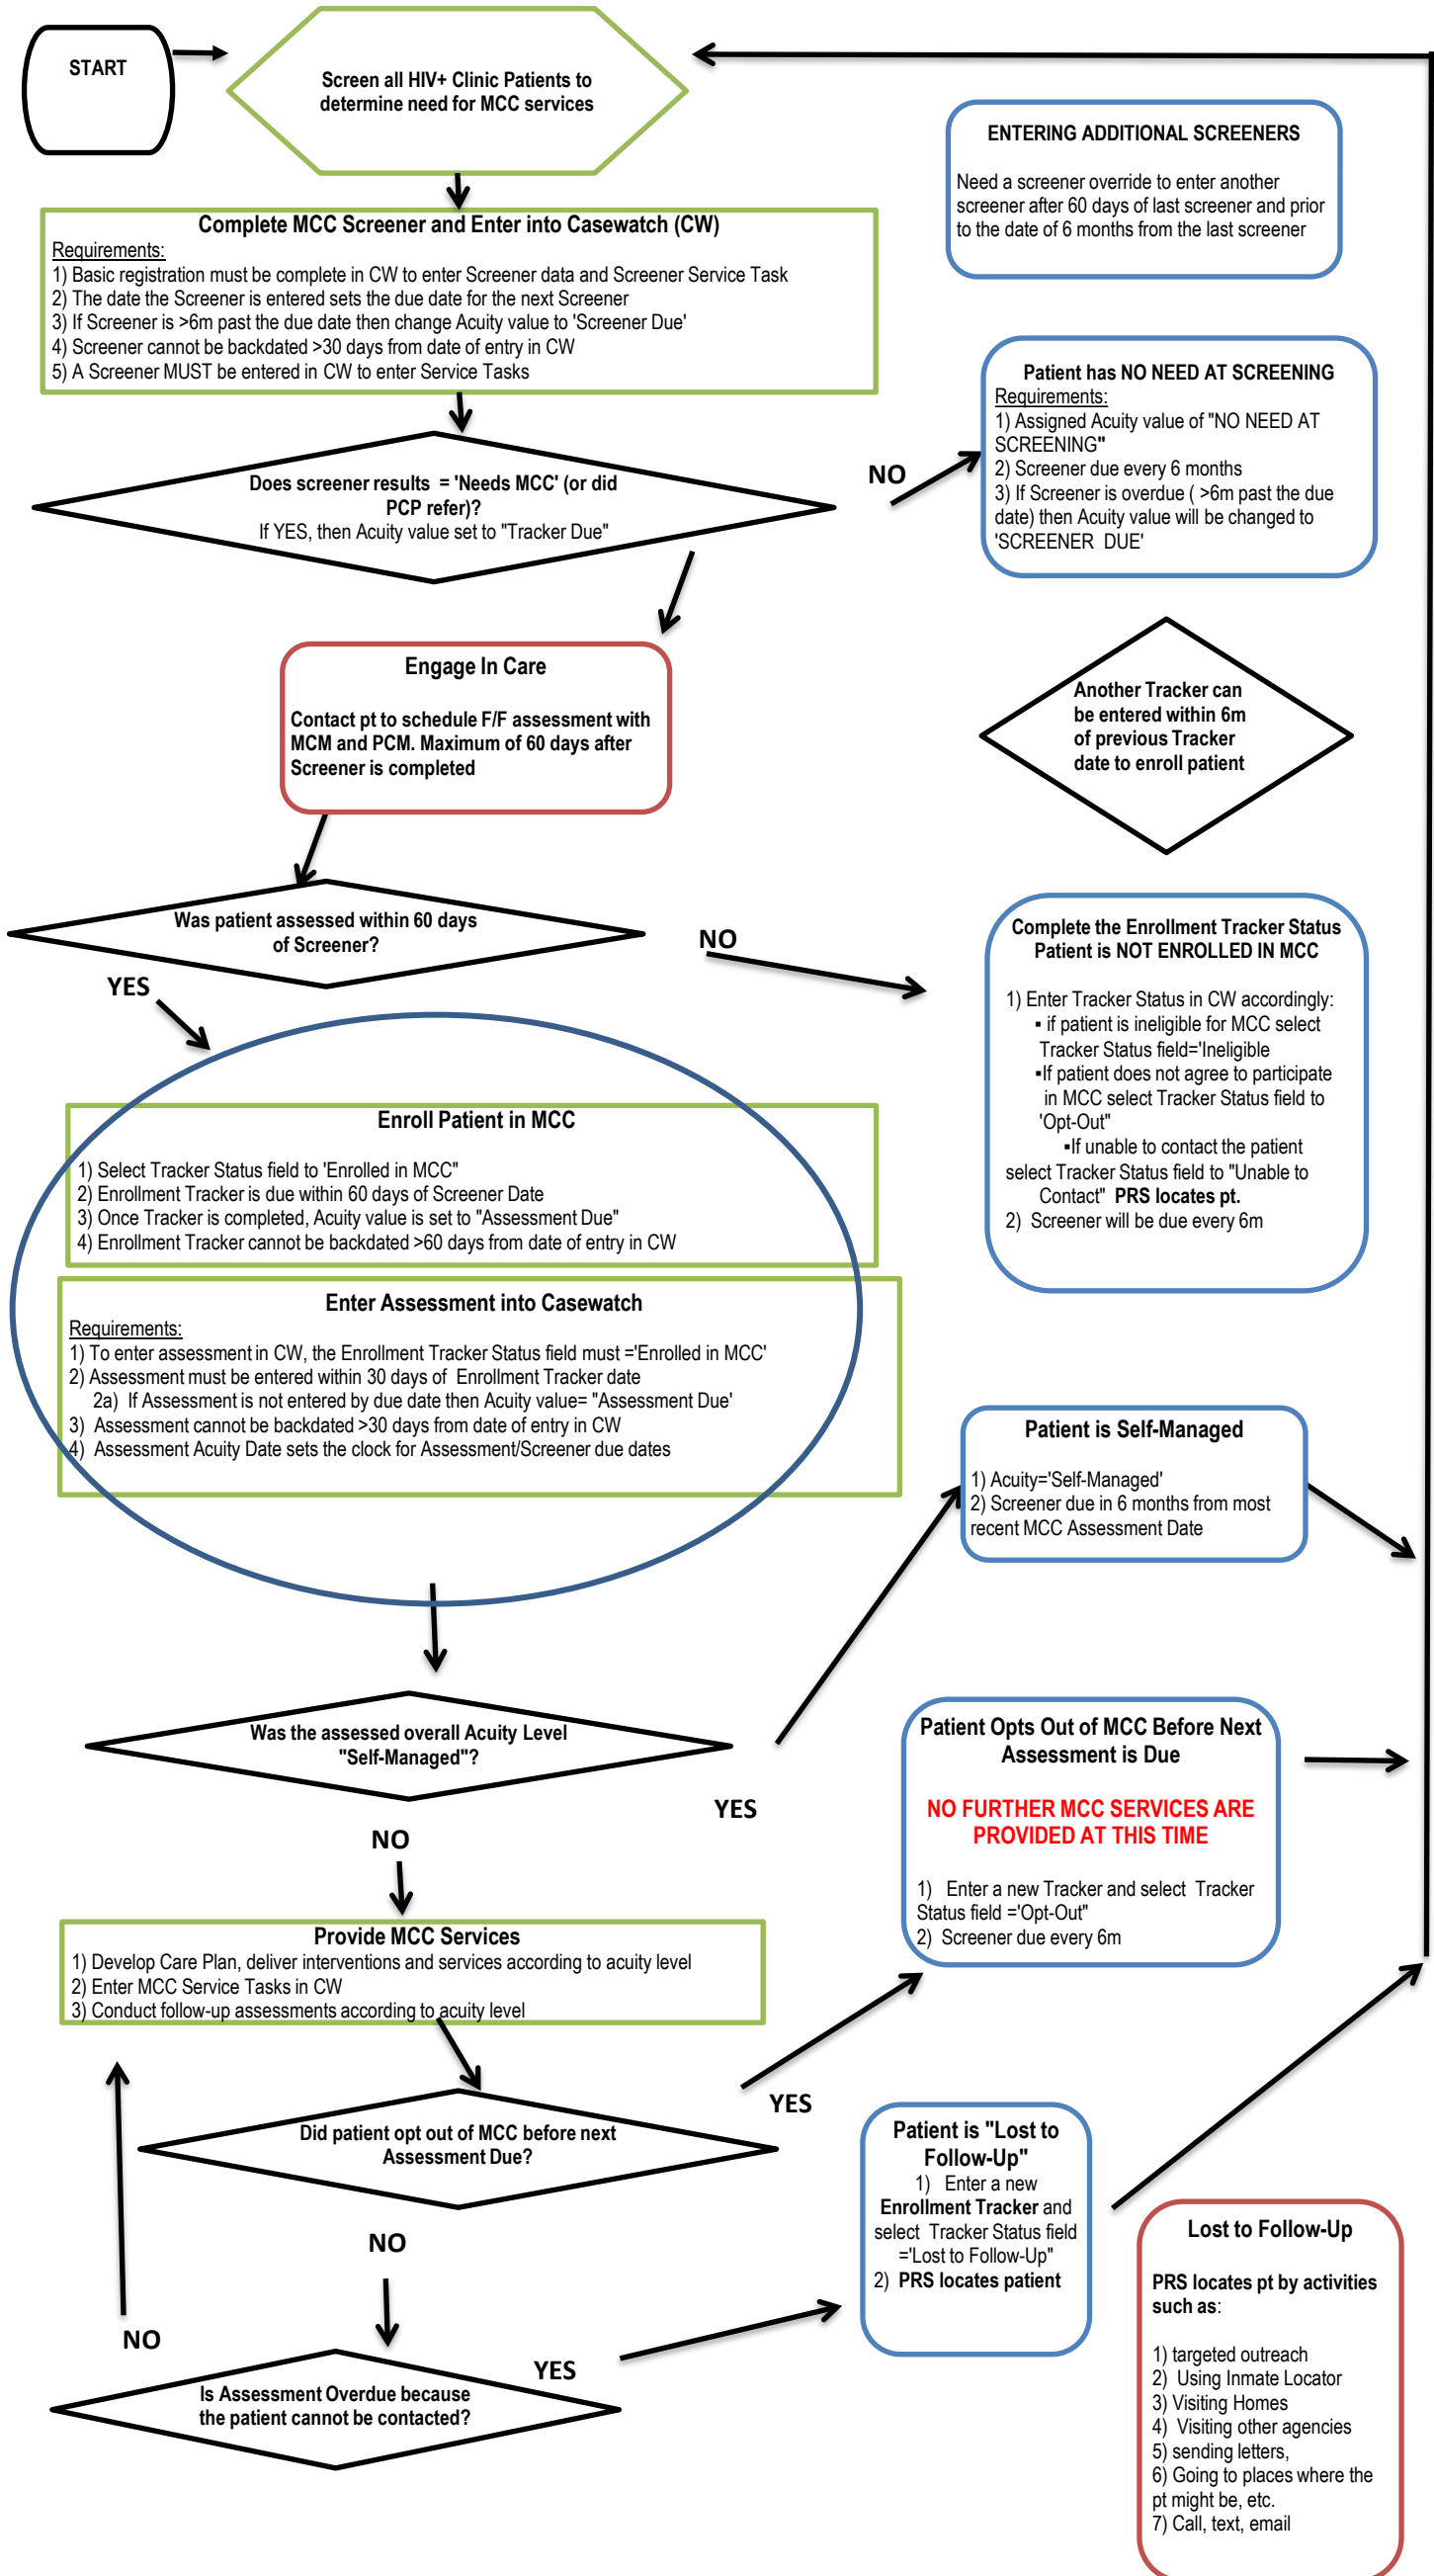 START
Screen all HIV+ Clinic Patients to
determine need for MCC services
ENTERING ADDITIONAL SCREENERS
Need a screener override to enter another
screener after 60 days of last screener and prior
to the date of 6 months from the last screener
Complete MCC Screener and Enter into Casewatch (CW)
Requirements:
1) Basic registration must be complete in CW to enter Screener data and Screener Service Task
2) The date the Screener is entered sets the due date for the next Screener
3) If Screener is >6m past the due date then change Acuity value to 'Screener Due'
4) Screener cannot be backdated >30 days from date of entry in CW
5) A Screener MUST be entered in CW to enter Service Tasks
Patient has NO NEED AT SCREENING
Requirements:
1) Assigned Acuity value of "NO NEED AT
SCREENING"
2) Screener due every 6 months
3) If Screener is overdue ( >6m past the due
date) then Acuity value will be changed to
'SCREENER DUE'
Does screener results = 'Needs MCC' (or did
PCP refer)?
If YES, then Acuity value set to "Tracker Due"
NO
Engage In Care
Contact pt to schedule F/F assessment with
MCM and PCM. Maximum of 60 days after
Screener is completed
Another Tracker can
be entered within 6m
of previous Tracker
date to enroll patient
Was patient assessed within 60 days
of Screener?
NO
YES
Complete the Enrollment Tracker Status
Patient is NOT ENROLLED IN MCC
1) Enter Tracker Status in CW accordingly:
▪ if patient is ineligible for MCC select
Tracker Status field='Ineligible
▪If patient does not agree to participate
in MCC select Tracker Status field to
'Opt-Out"
▪If unable to contact the patient
select Tracker Status field to "Unable to
Contact" PRS locates pt.
2) Screener will be due every 6m
Enroll Patient in MCC
1) Select Tracker Status field to 'Enrolled in MCC"
2) Enrollment Tracker is due within 60 days of Screener Date
3) Once Tracker is completed, Acuity value is set to "Assessment Due"
4) Enrollment Tracker cannot be backdated >60 days from date of entry in CW
Enter Assessment into Casewatch
Requirements:
1) To enter assessment in CW, the Enrollment Tracker Status field must ='Enrolled in MCC'
2) Assessment must be entered within 30 days of Enrollment Tracker date
2a) If Assessment is not entered by due date then Acuity value= "Assessment Due'
3) Assessment cannot be backdated >30 days from date of entry in CW
4) Assessment Acuity Date sets the clock for Assessment/Screener due dates
Patient is Self-Managed
1) Acuity='Self-Managed'
2) Screener due in 6 months from most
recent MCC Assessment Date
Was the assessed overall Acuity Level
"Self-Managed"?
YES
NO
Patient Opts Out of MCC Before Next
Assessment is Due
NO FURTHER MCC SERVICES ARE
PROVIDED AT THIS TIME
1) Enter a new Tracker and select Tracker
Status field ='Opt-Out"
2) Screener due every 6m
Provide MCC Services
1) Develop Care Plan, deliver interventions and services according to acuity level
2) Enter MCC Service Tasks in CW
3) Conduct follow-up assessments according to acuity level
Did patient opt out of MCC before next
Assessment Due?
YES
NO
Patient is "Lost to
Follow-Up"
1) Enter a new
Enrollment Tracker and
select Tracker Status field
='Lost to Follow-Up"
2) PRS locates patient
NO
YES
Is Assessment Overdue because
the patient cannot be contacted?
Lost to Follow-Up
PRS locates pt by activities
such as:
1) targeted outreach
2) Using Inmate Locator
3) Visiting Homes
4) Visiting other agencies
5) sending letters,
6) Going to places where the
pt might be, etc.
7) Call, text, email